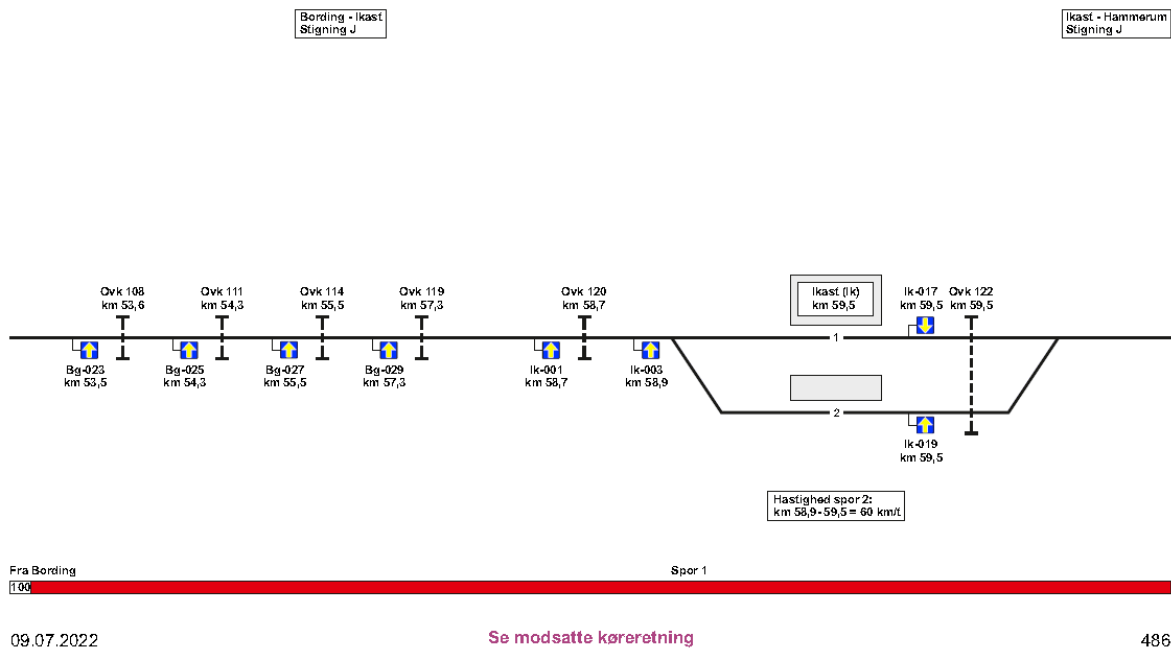 Bording - Ikast
Stigning J
Ikast - Hammerum
Stigning J
Ovk 108
km 53,6
Ovk 111
km 54,3
Ovk 114
km 55,5
Ovk 119
km 57,3
Ovk 120
km 58,7
Ikast (Ik)
km 59,5
Ik-017
km 59,5
Ovk 122
km 59,5
1
Bg-023
km 53,5
Bg-025
km 54,3
Bg-027
km 55,5
Bg-029
km 57,3
Ik-001
km 58,7
Ik-003
km 58,9
2
Ik-019
km 59,5
Hastighed spor 2:
km 58,9-59,5 = 60 km/t
Fra Bording
Spor 1
100
09.07.2022
Se modsatte køreretning
486